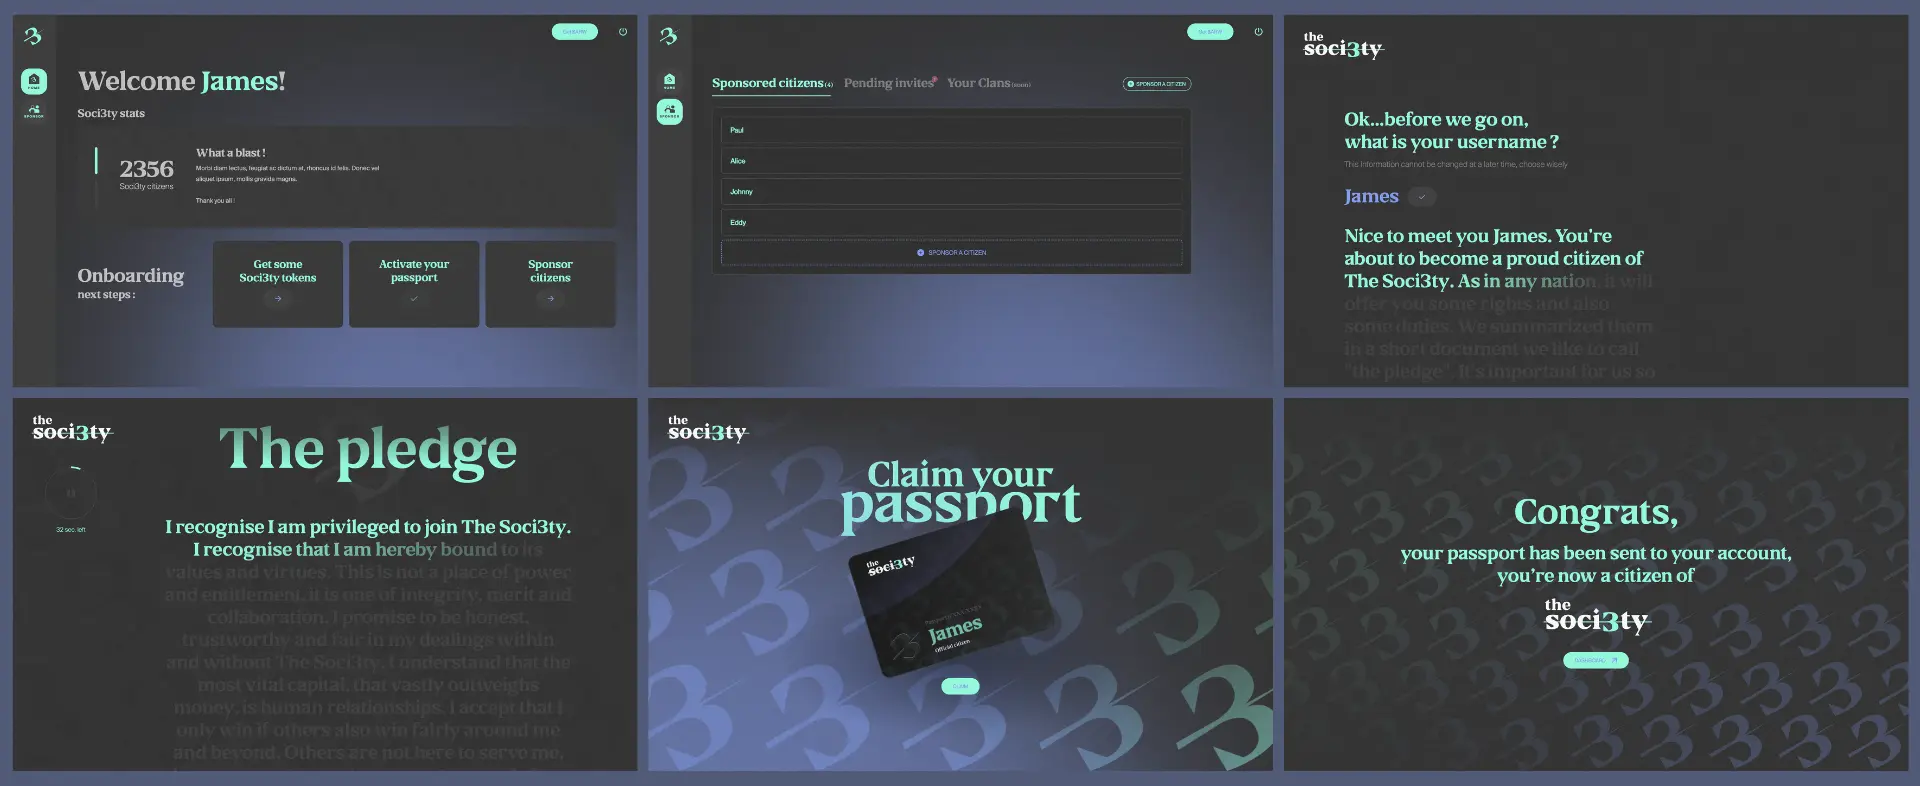 Welcome James!
Soci3ty stats
2356
Soci3ty citizens
What a blast !
Morbi diam lectus, feugiat ac dictum at, rhoncus id felis. Donec vel
aliquet ipsum, mollis gravida magna.
Thank you all !
HOME
SPONSOR
Onboarding
next steps :
Get some
Soci3ty tokens
Activate your
passport
Sponsor
citizens
HOME
SPONSOR
Sponsored citizens (4)
Pending invites
Your Clans (soon)
SPONSOR A CITIZEN
Paul
Alice
Johnny
Eddy
SPONSOR A CITIZEN
the
soci3ty
Ok...before we go on,
what is your username ?
This information cannot be changed at a later time, choose wisely
James
Nice to meet you James. You're
about to become a proud citizen of
The Soci3ty. As in any nation, it will
offer you some rights and also
some duties. We summarized them
in a short document we like to call
"the pledge". It's important for us so
the
soci3ty
32 sec. left
The pledge
I recognise I am privileged to join The Soci3ty.
I recognise that I am hereby bound to its
values and virtues. This is not a place of power
and entitlement, it is one of integrity, merit and
collaboration. I promise to be honest,
trustworthy and fair in my dealings within
and without The Soci3ty. I understand that the
most vital capital, that vastly outweighs
money, is human relationships. I accept that I
only win if others also win fairly around me
and beyond. Others are not here to serve me,
the
soci3ty
Claim your
passport
the
soci3ty
James
Official citizen
CLAIM
Congrats,
your passport has been sent to your account,
you're now a citizen of
the
soci3ty
DASHBOARD